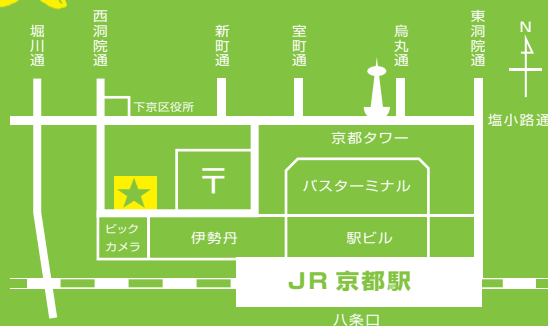 堀川通
西洞院通
新町通
室町通
烏丸通
東洞院通
N
下京区役所
塩小路通
京都タワー
〒
バスターミナル
ビック
カメラ
伊勢丹
駅ビル
JR 京都駅
八条口